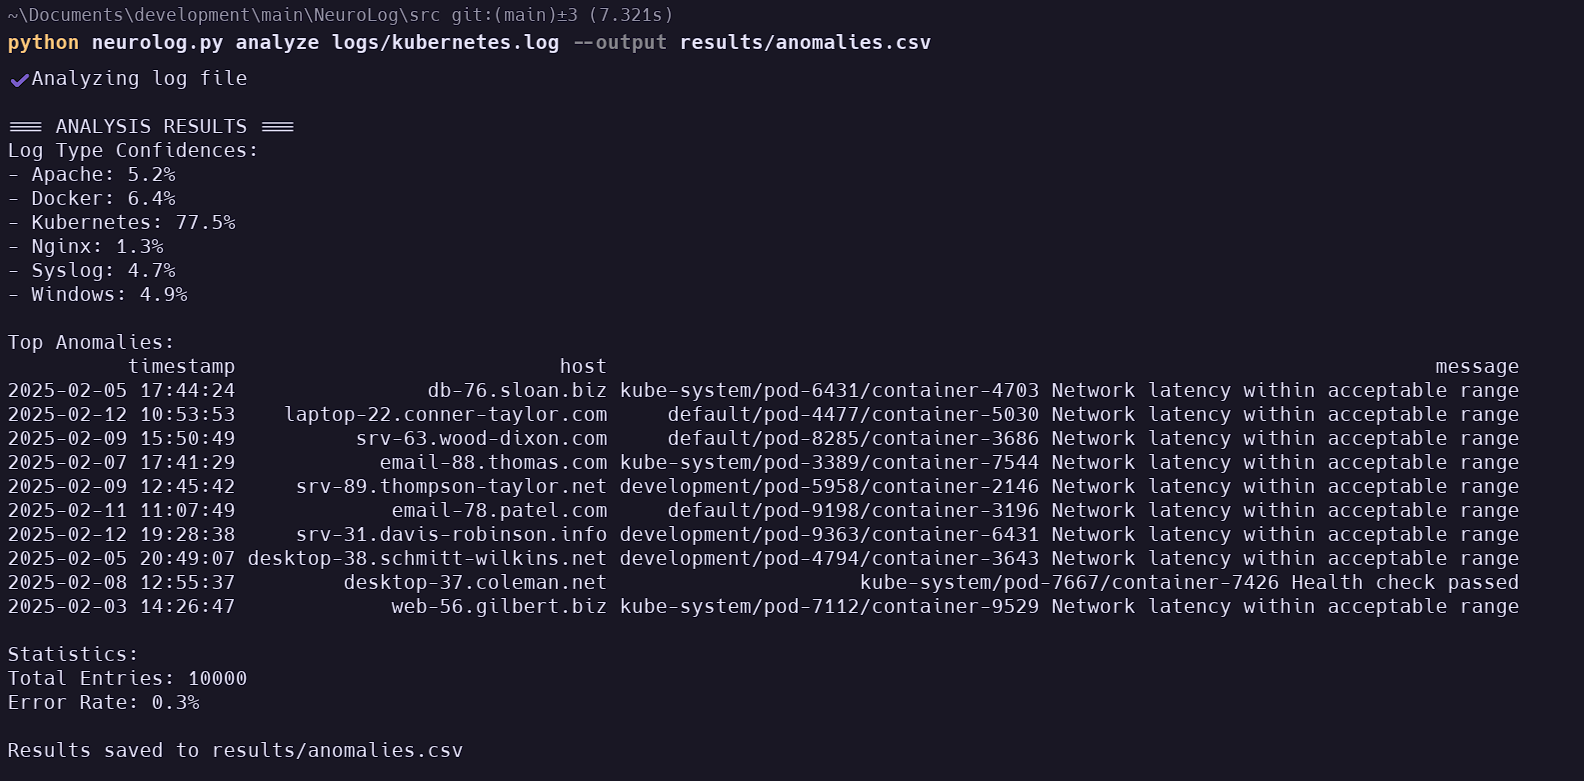 ~\Documents\development\main\NeuroLog\src git:(main)±3 (7.321s)
python neurolog.py analyze logs/kubernetes.log --output results/anomalies.csv
✔Analyzing log file
=== ANALYSIS RESULTS ===
Log Type Confidences:
- Apache: 5.2%
- Docker: 6.4%
- Kubernetes: 77.5%
- Nginx: 1.3%
- Syslog: 4.7%
- Windows: 4.9%
Top Anomalies:
timestamp host message
2025-02-05 17:44:24 db-76.sloan.biz kube-system/pod-6431/container-4703 Network latency within acceptable range
2025-02-12 10:53:53 laptop-22.conner-taylor.com default/pod-4477/container-5030 Network latency within acceptable range
2025-02-09 15:50:49 srv-63.wood-dixon.com default/pod-8285/container-3686 Network latency within acceptable range
2025-02-07 17:41:29 email-88.thomas.com kube-system/pod-3389/container-7544 Network latency within acceptable range
2025-02-09 12:45:42 srv-89.thompson-taylor.net development/pod-5958/container-2146 Network latency within acceptable range
2025-02-11 11:07:49 email-78.patel.com default/pod-9198/container-3196 Network latency within acceptable range
2025-02-12 19:28:38 srv-31.davis-robinson.info development/pod-9363/container-6431 Network latency within acceptable range
2025-02-05 20:49:07 desktop-38.schmitt-wilkins.net development/pod-4794/container-3643 Network latency within acceptable range
2025-02-08 12:55:37 desktop-37.coleman.net kube-system/pod-7667/container-7426 Health check passed
2025-02-03 14:26:47 web-56.gilbert.biz kube-system/pod-7112/container-9529 Network latency within acceptable range
Statistics:
Total Entries: 10000
Error Rate: 0.3%
Results saved to results/anomalies.csv